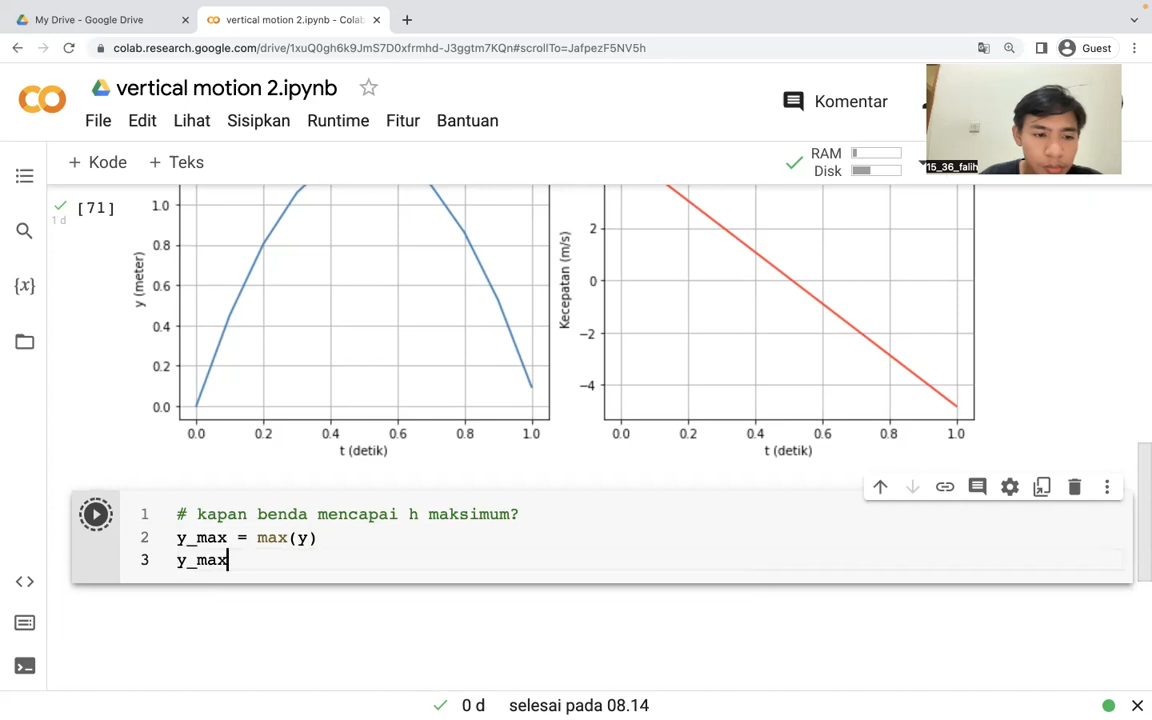 My Drive - Google Drive
vertical motion 2.ipynb - Colab
colab.research.google.com/drive/1xuQ0gh6k9JmS7D0xfrmhd-J3ggtm7KQn#scrollTo=JafpezF5NV5h
Guest
vertical motion 2.ipynb
Komentar
File Edit Lihat Sisipkan Runtime Fitur Bantuan
15_36_falih
+ Kode + Teks
RAM
Disk
[71]
1 d
1.0
0.8
0.6
0.4
0.2
0.0
y (meter)
0.0 0.2 0.4 0.6 0.8 1.0
t (detik)
2
0
−2
−4
Kecepatan (m/s)
0.0 0.2 0.4 0.6 0.8 1.0
t (detik)
{x}
1 # kapan benda mencapai h maksimum?
2 y_max = max(y)
3 y_max
0 d selesai pada 08.14